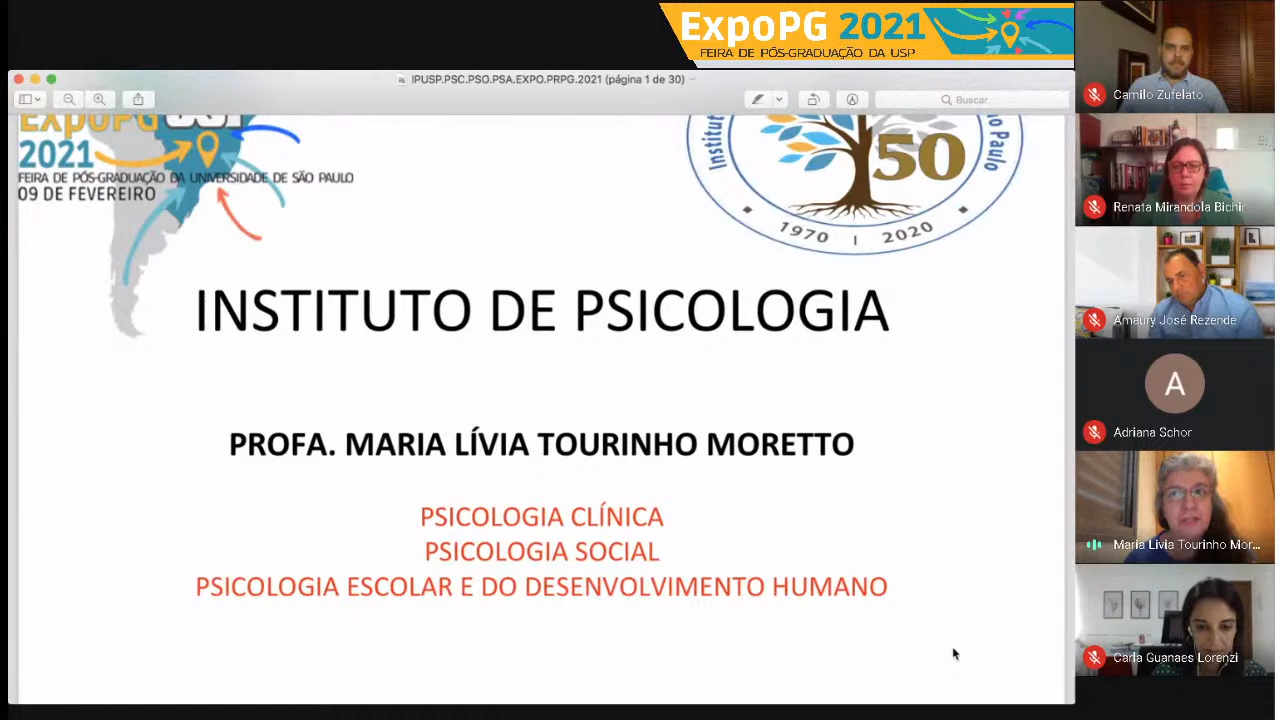 ExpoPG 2021
FEIRA DE PÓS-GRADUAÇÃO DA USP
IPUSP.PSC.PSO.PSA.EXPO.PRPG.2021 (página 1 de 30)
Buscar
ExpoPG
2021
FEIRA DE PÓS-GRADUAÇÃO DA UNIVERSIDADE DE SÃO PAULO
09 DE FEVEREIRO
Paulo
50
1970 | 2020
INSTITUTO DE PSICOLOGIA
PROFA. MARIA LÍVIA TOURINHO MORETTO
PSICOLOGIA CLÍNICA
PSICOLOGIA SOCIAL
PSICOLOGIA ESCOLAR E DO DESENVOLVIMENTO HUMANO
Camilo Zufelato
Renata Mirandola Bichir
Amaury José Rezende
A
Adriana Schor
Maria Lívia Tourinho Mor...
Carla Guanaes Lorenzi